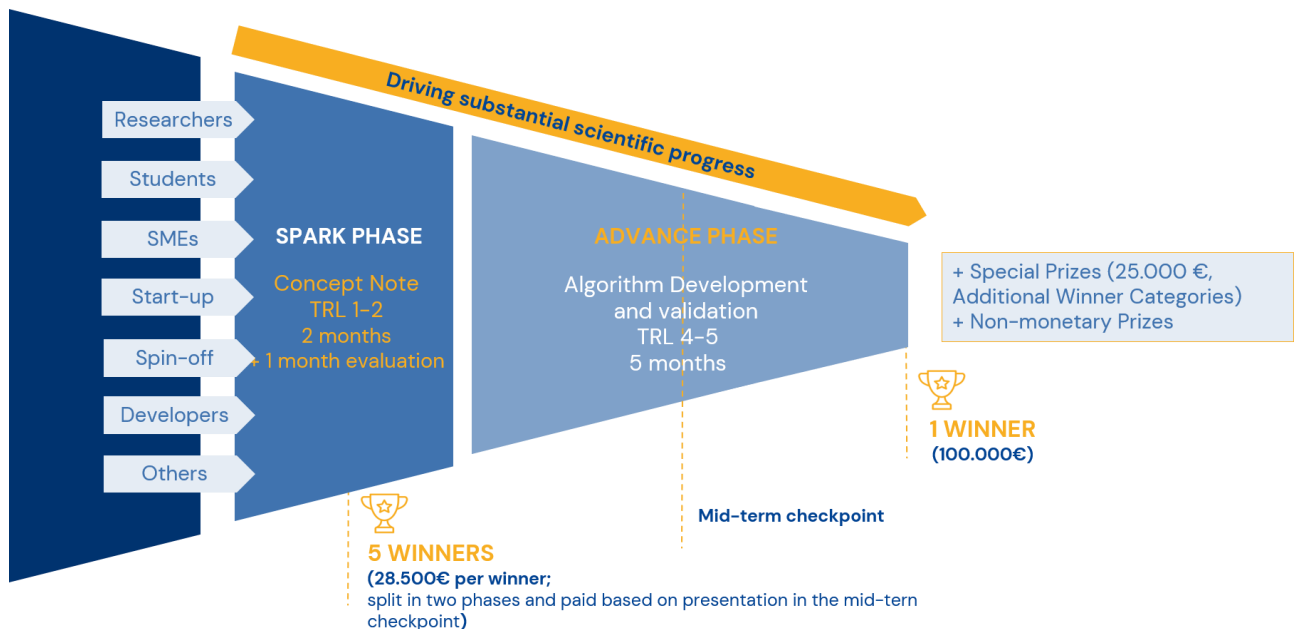 Driving substantial scientific progress
Researchers
Students
SMEs
Start-up
Spin-off
Developers
Others
SPARK PHASE
Concept Note
TRL 1-2
2 months
+ 1 month evaluation
ADVANCE PHASE
Algorithm Development
and validation
TRL 4-5
5 months
+ Special Prizes (25.000 €,
Additional Winner Categories)
+ Non-monetary Prizes
1 WINNER
(100.000€)
Mid-term checkpoint
5 WINNERS
(28.500€ per winner;
split in two phases and paid based on presentation in the mid-tern
checkpoint)